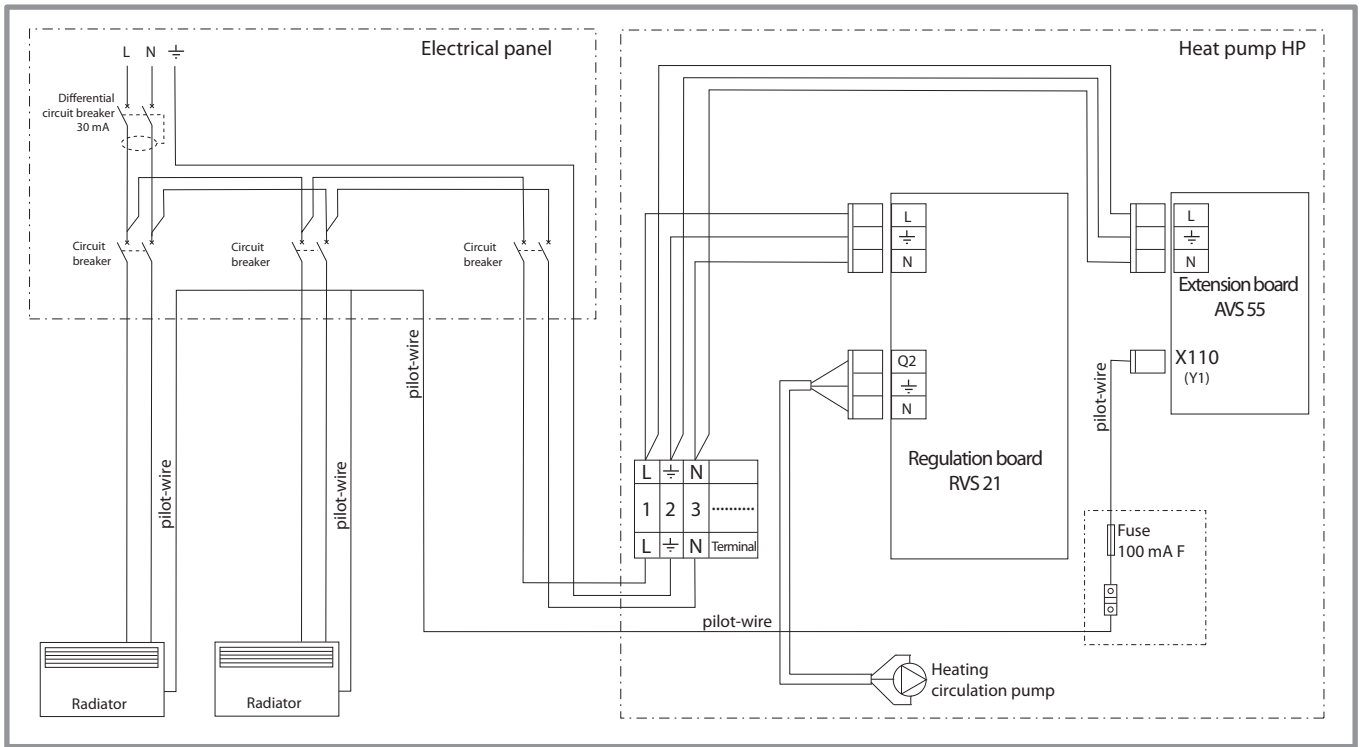 Electrical panel
L N ⏚
Differential
circuit breaker
30 mA
Circuit
breaker
Circuit
breaker
Circuit
breaker
pilot-wire
pilot-wire
pilot-wire
Radiator
Radiator
Heat pump HP
L
⏚
N
Q2
⏚
N
Regulation board
RVS 21
L
⏚
N
Extension board
AVS 55
X110
(Y1)
pilot-wire
Fuse
100 mA F
L ⏚ N
1 2 3 ..........
L ⏚ N Terminal
pilot-wire
Heating
circulation pump